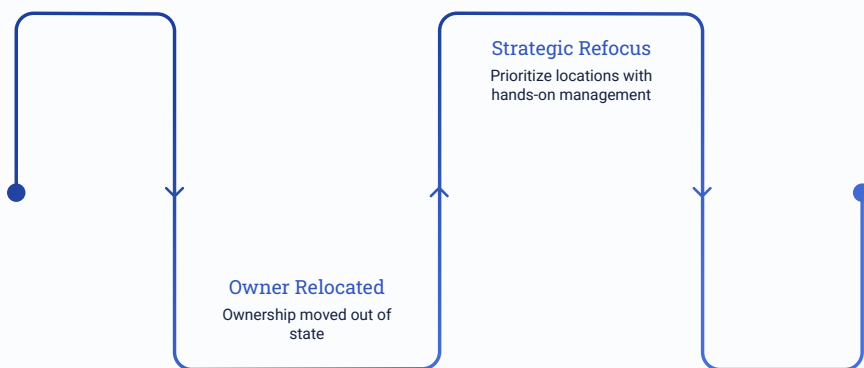 Strategic Refocus
Prioritize locations with
hands-on management
Owner Relocated
Ownership moved out of
state